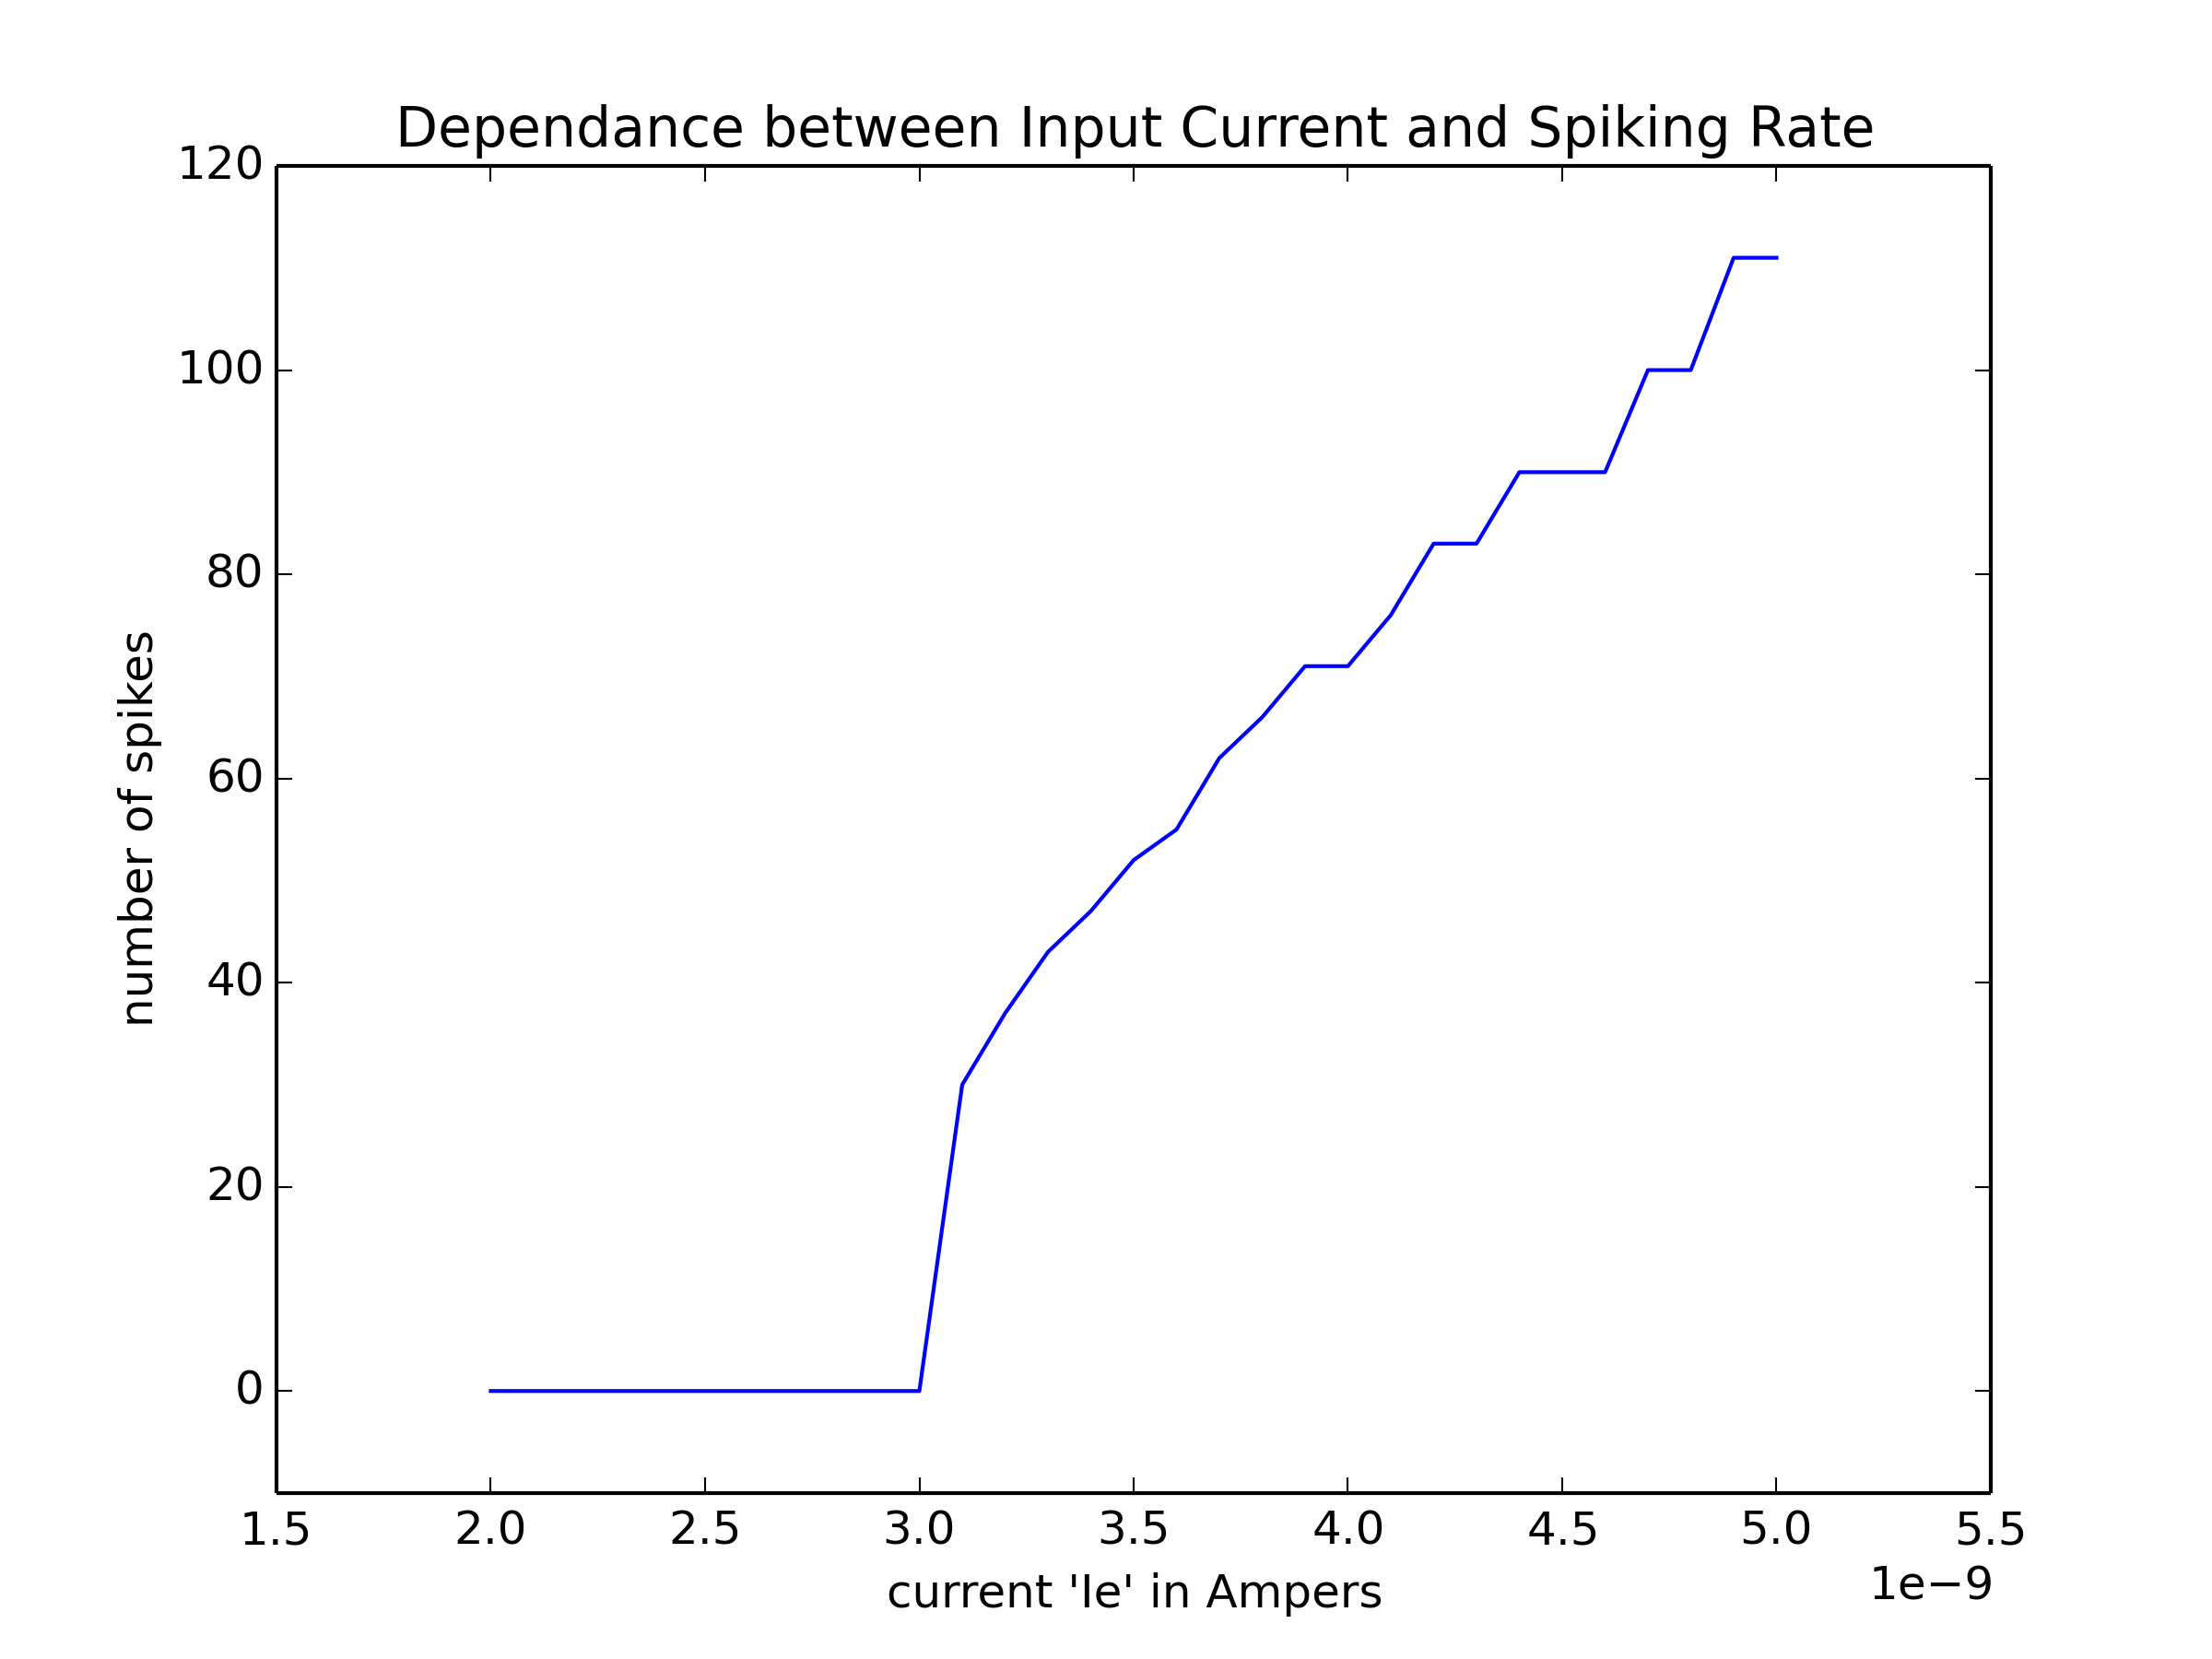 Dependance between Input Current and Spiking Rate
120
100
80
60
40
20
0
number of spikes
1.5 2.0 2.5 3.0 3.5 4.0 4.5 5.0 5.5
1e−9
current 'Ie' in Ampers